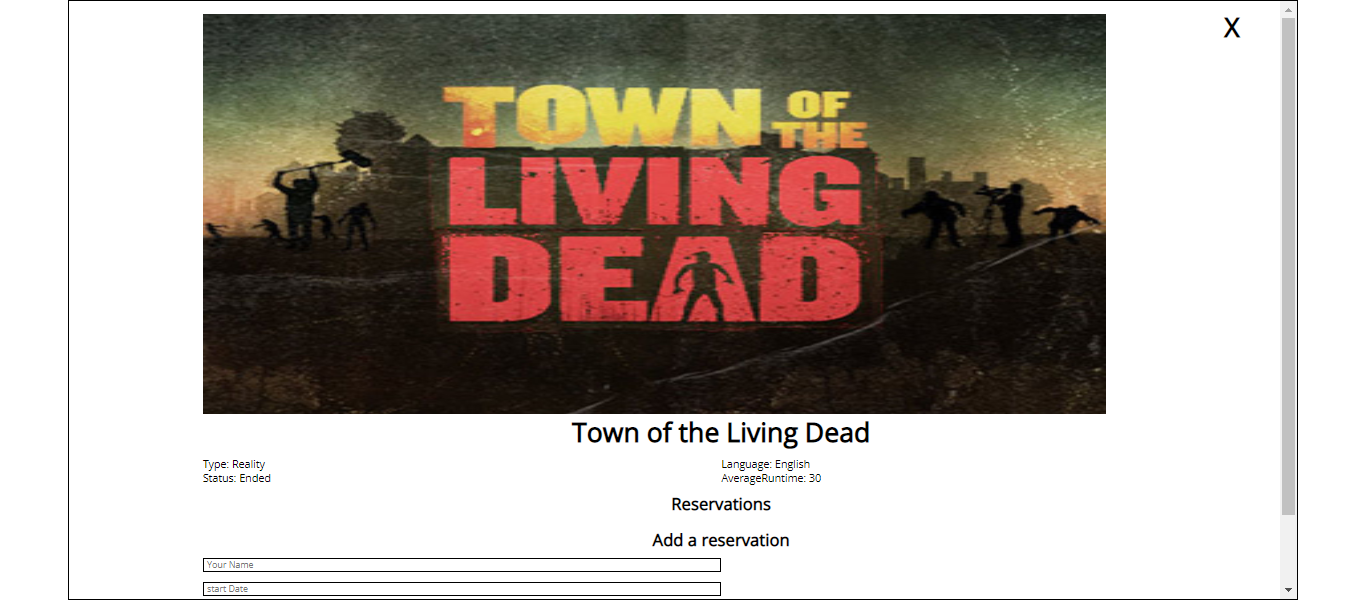 X
TOWN OF
THE
LIVING
DEAD
Town of the Living Dead
Type: Reality
Language: English
Status: Ended
AverageRuntime: 30
Reservations
Add a reservation
Your Name
start Date